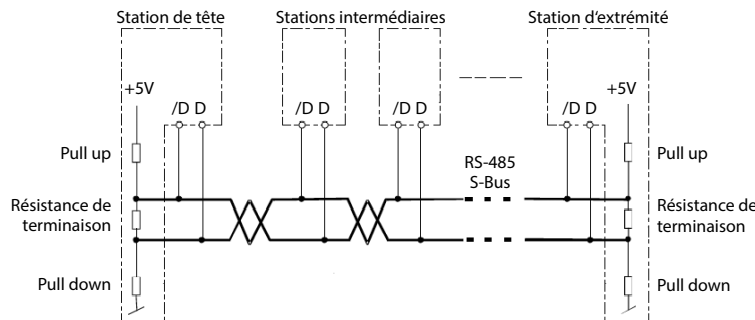 Station de tête
Stations intermédiaires
Station d'extrémité
+5V
/D D
/D D
/D D
/D D
+5V
Pull up
RS-485
S-Bus
Pull up
Résistance de
terminaison
Résistance de
terminaison
Pull down
Pull down